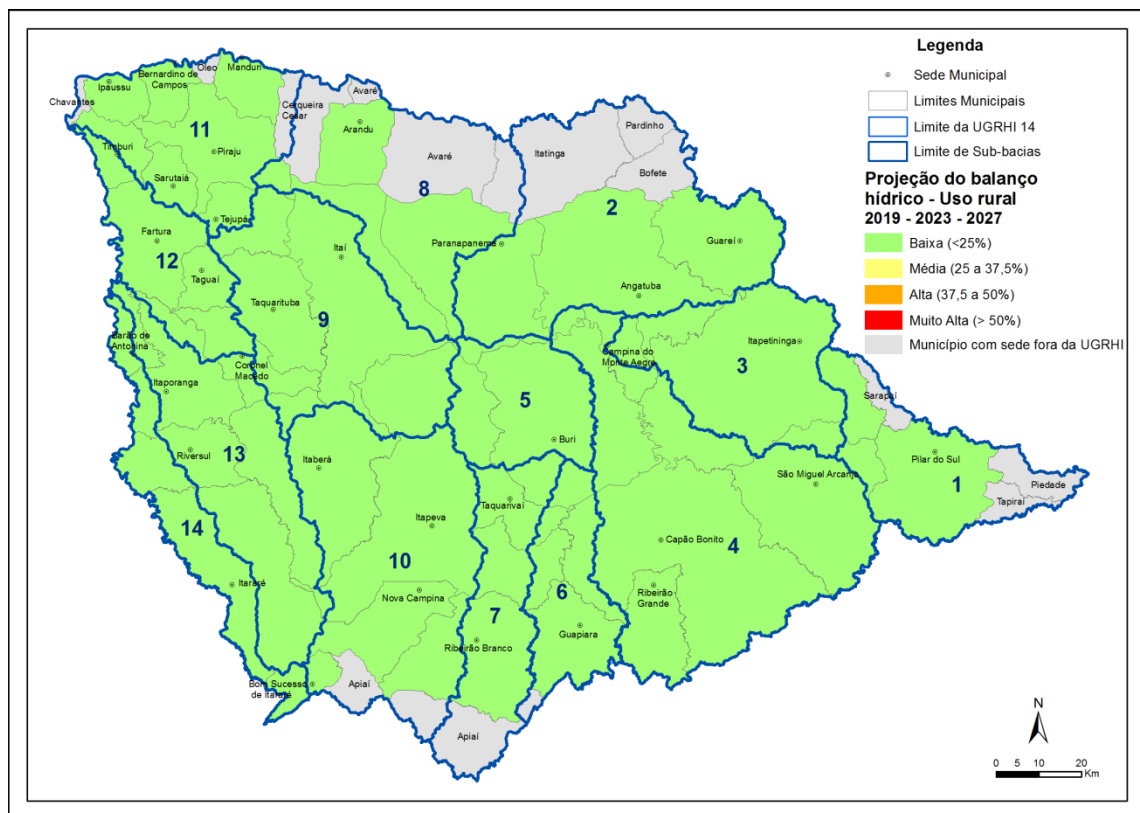 Legenda
Sede Municipal
Limites Municipais
Limite da UGRHI 14
Limite de Sub-bacias
Projeção do balanço
hídrico - Uso rural
2019 - 2023 - 2027
Baixa (<25%)
Média (25 a 37,5%)
Alta (37,5 a 50%)
Muito Alta (> 50%)
Município com sede fora da UGRHI
Chavantes
Ipaussu
Bernardino de
Campos
Óleo
Manduri
Cerqueira
Cesar
Avaré
Arandu
Avaré
8
Itatinga
Pardinho
Bofete
11
Timburi
Piraju
Sarutaiá
Tejupá
2
Guareí
Fartura
12
Taguaí
Itaí
Paranapanema
Angatuba
Taquarituba
9
Barão de
Antonina
Coronel
Macedo
Itaporanga
Campina do
Monte Aegre
Itapetininga
3
Sarapuí
5
Buri
Riversul
13
Itaberá
Pilar do Sul
1
Piedade
Tapiraí
São Miguel Arcanjo
Taquarivaí
14
Itapeva
10
Capão Bonito
4
Itararé
Nova Campina
6
Ribeirão
Grande
7
Guapiara
Ribeirão Branco
Bom Sucesso
de Itararé
Apiaí
Apiaí
N
0 5 10 20
Km